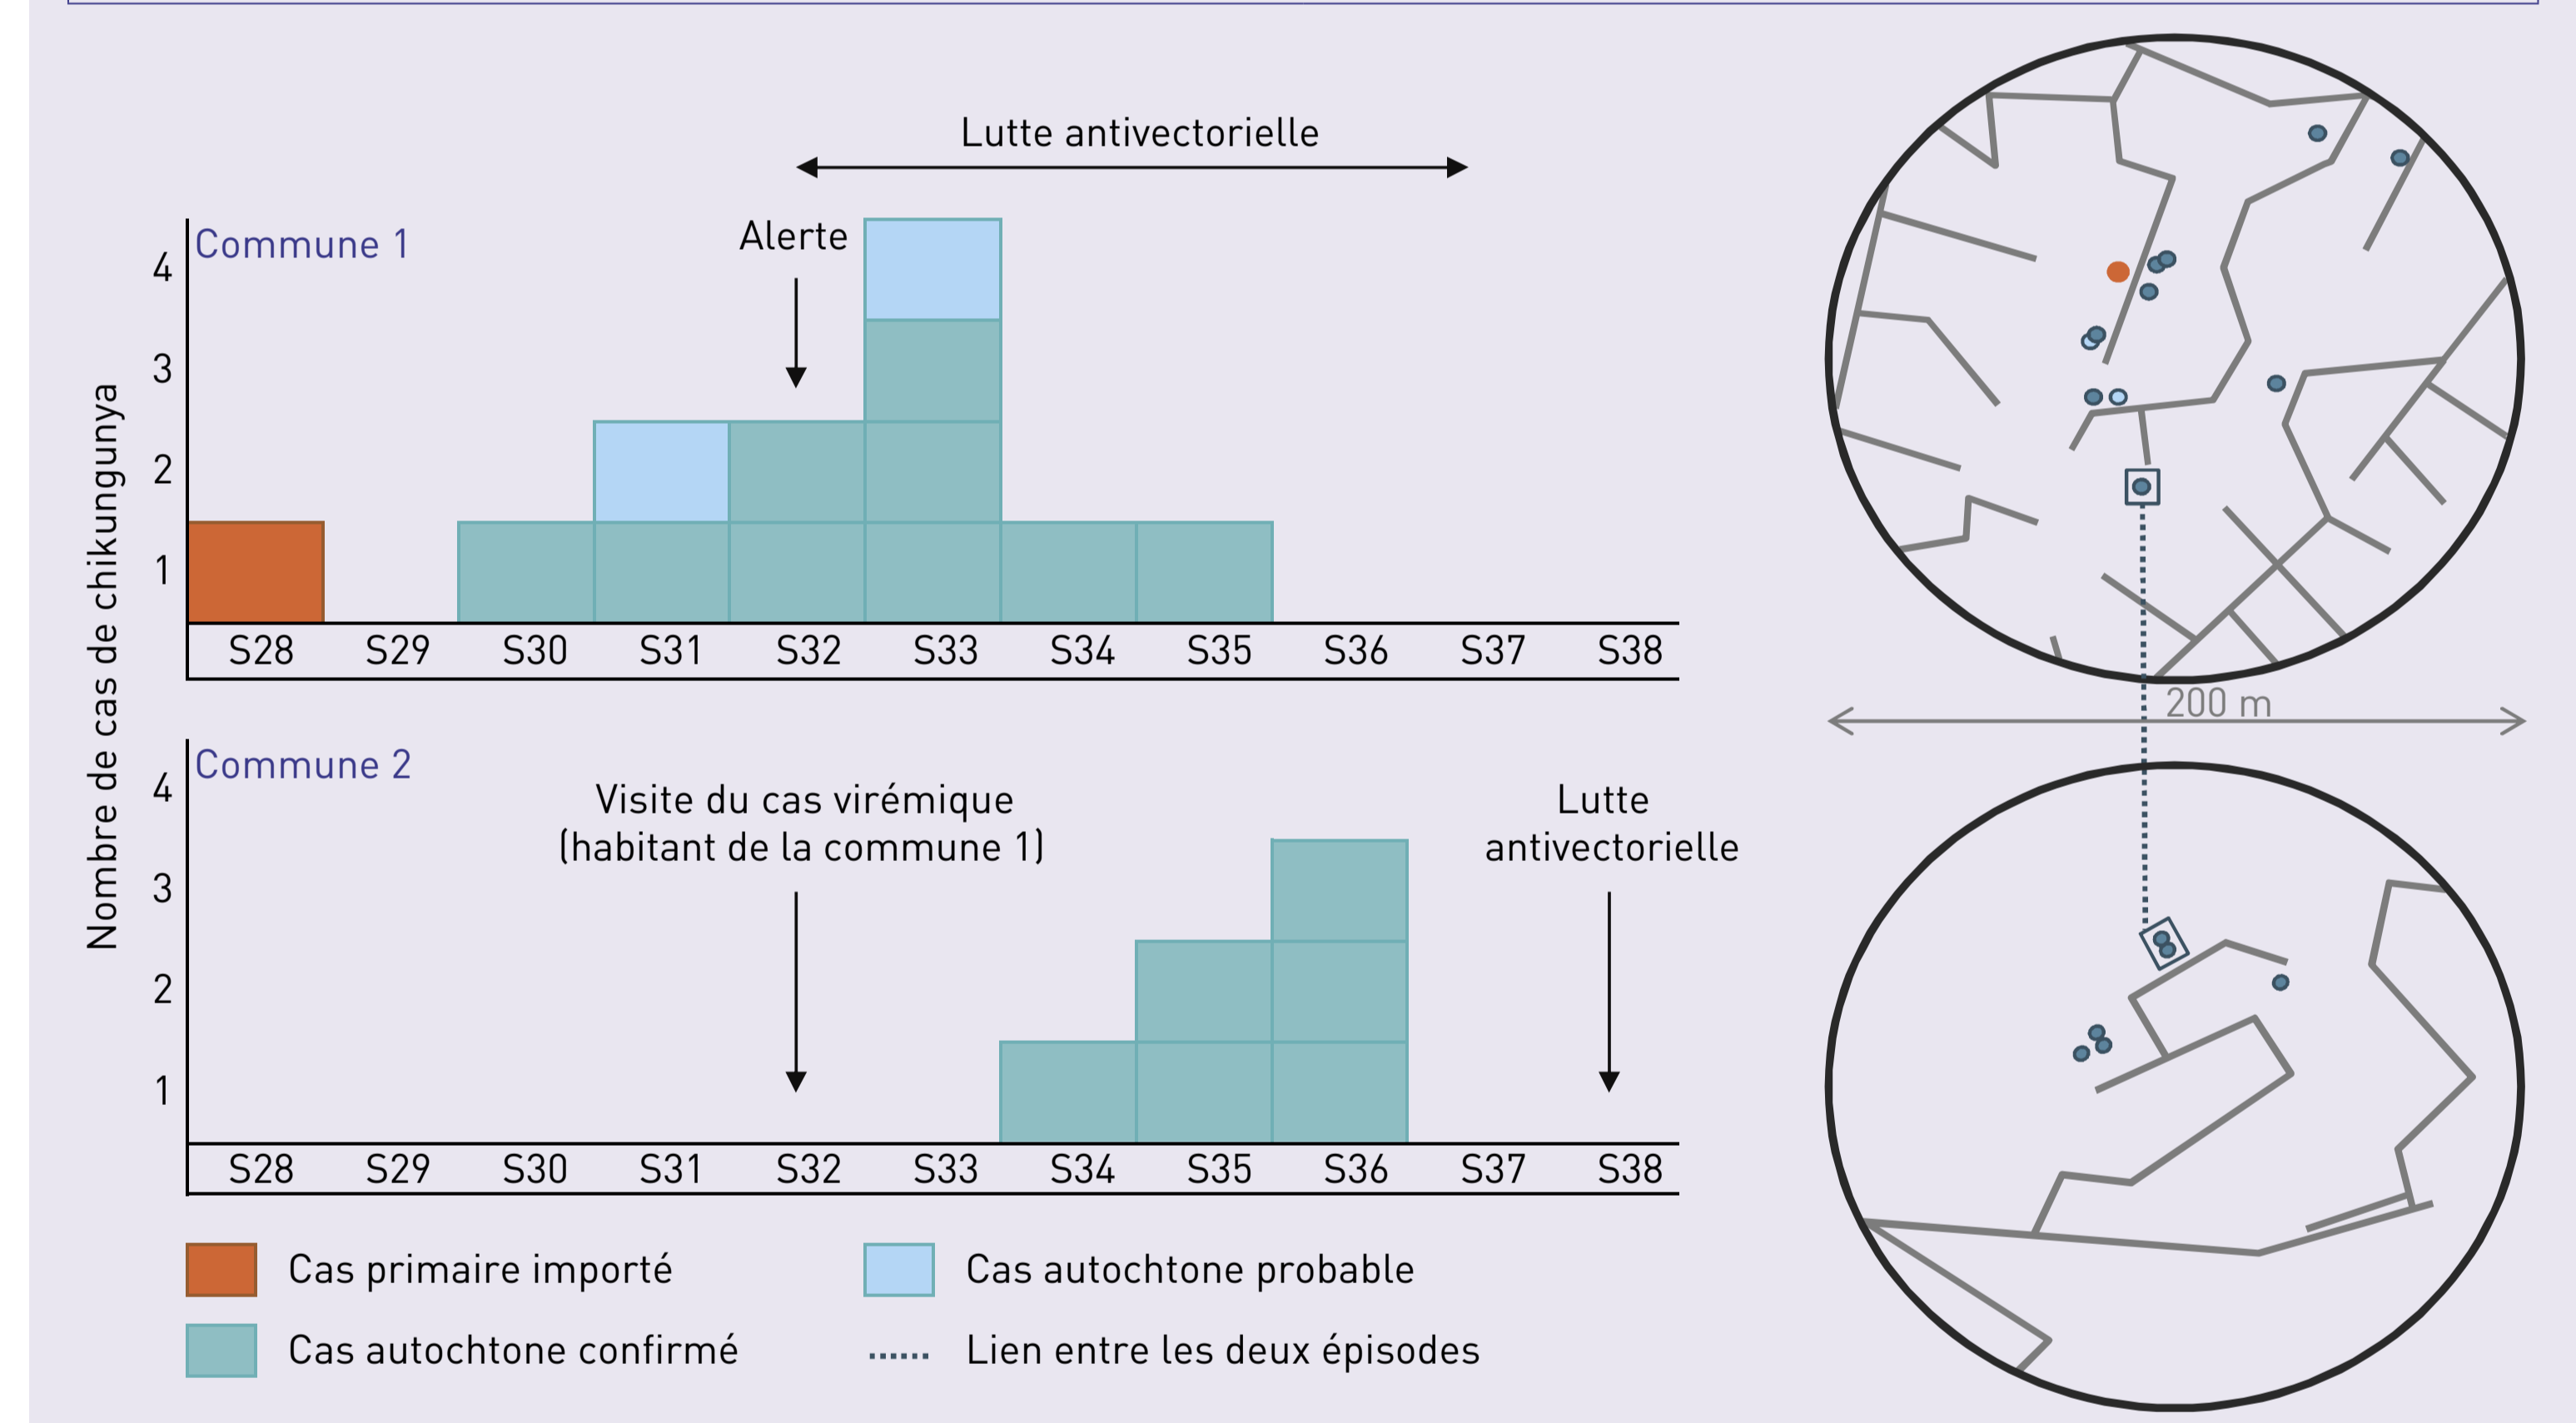 Lutte antivectorielle
Alerte
Commune 1
Nombre de cas de chikungunya
4
3
2
1
S28 S29 S30 S31 S32 S33 S34 S35 S36 S37 S38
200 m
Commune 2
Visite du cas virémique
(habitant de la commune 1)
Lutte
antivectorielle
4
3
2
1
S28 S29 S30 S31 S32 S33 S34 S35 S36 S37 S38
Cas primaire importé
Cas autochtone probable
Cas autochtone confirmé
Lien entre les deux épisodes